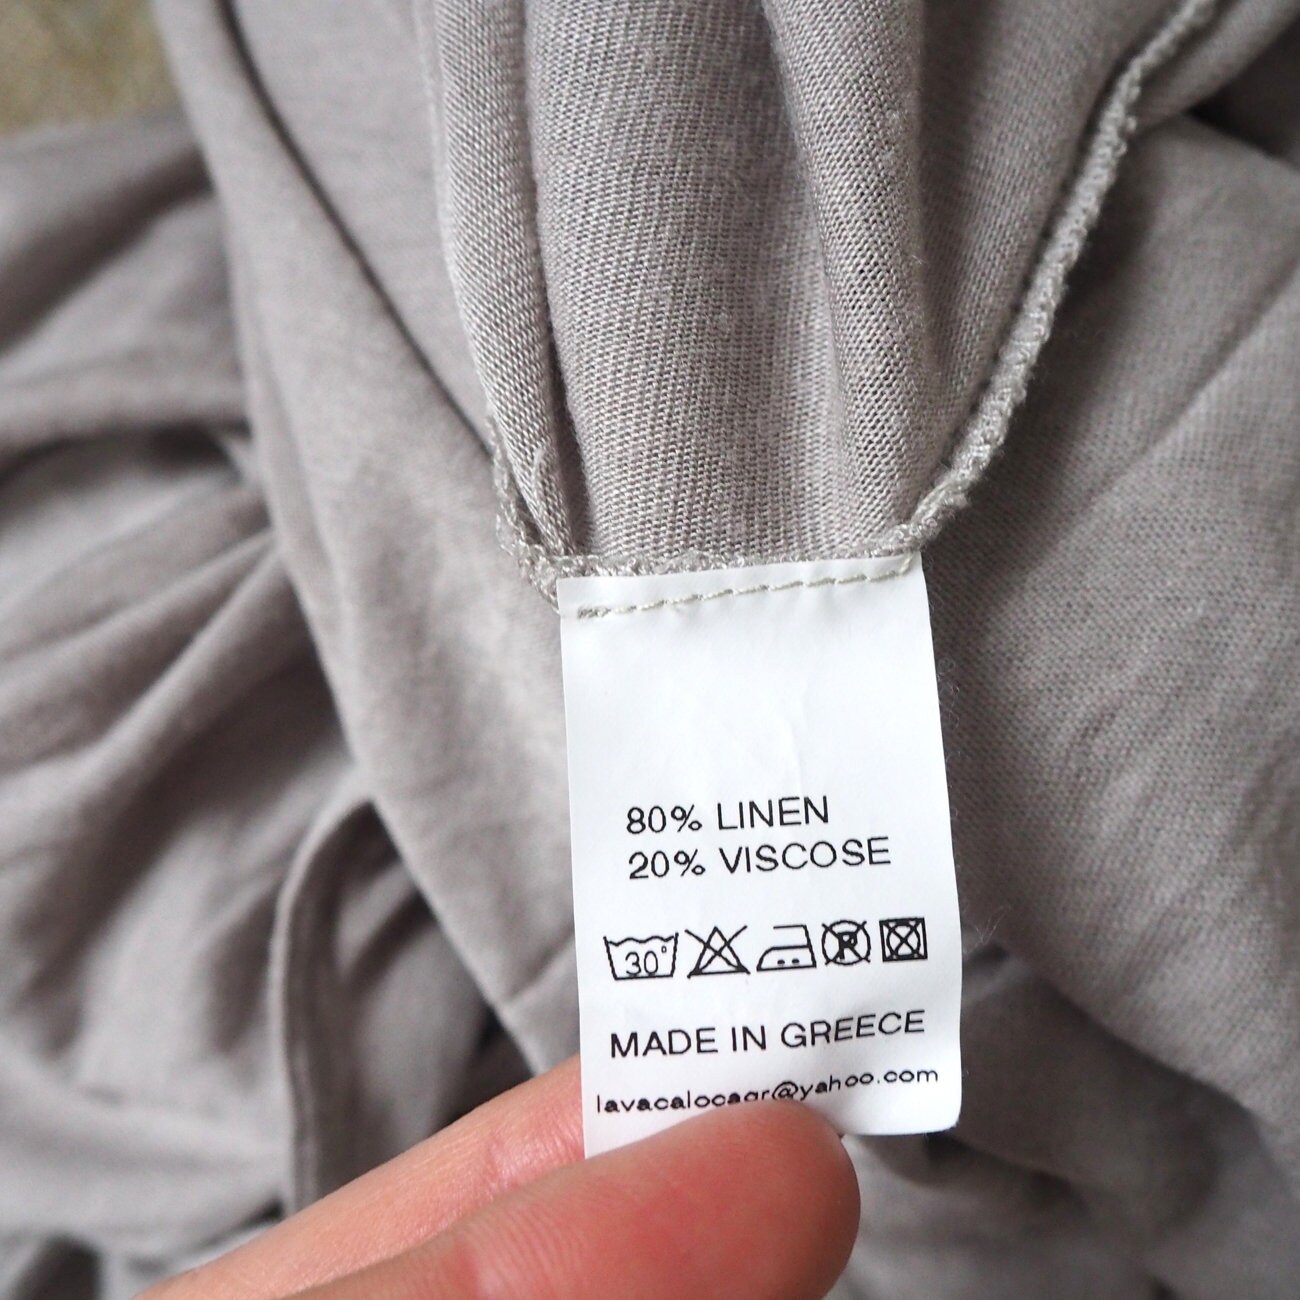 80% LINEN
20% VISCOSE
30°
MADE IN GREECE
lavacalocagr@yahoo.com